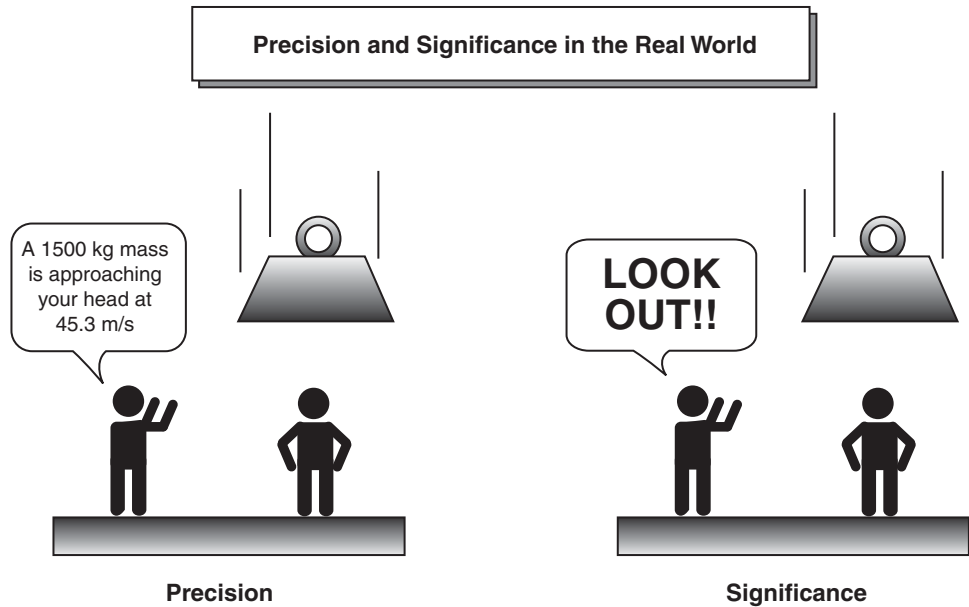 Precision and Significance in the Real World
A 1500 kg mass
is approaching
your head at
45.3 m/s
LOOK
OUT!!
Precision
Significance